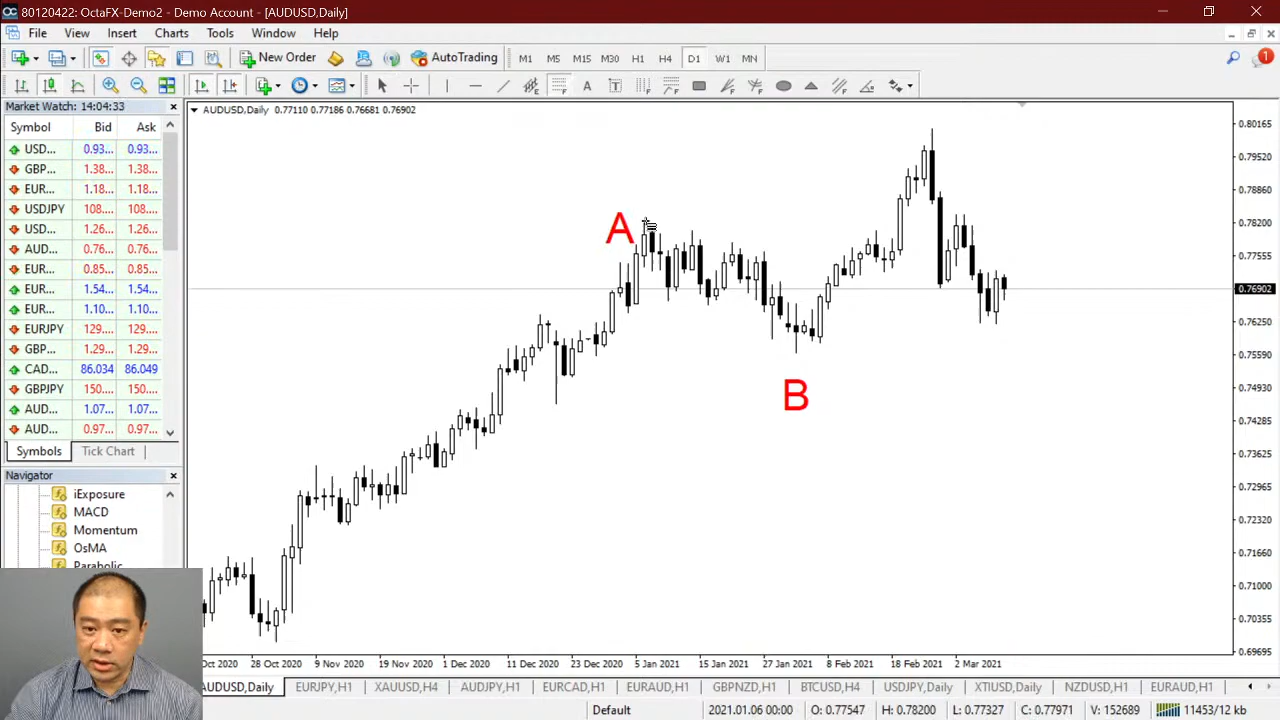 80120422: OctaFX-Demo2 - Demo Account - [AUDUSD,Daily]
File View Insert Charts Tools Window Help
New Order AutoTrading M1 M5 M15 M30 H1 H4 D1 W1 MN 1
A T
Market Watch: 14:04:33
Symbol Bid Ask
USD... 0.93... 0.93...
GBP... 1.38... 1.38...
EUR... 1.18... 1.18...
USDJPY 108.... 108....
USD... 1.26... 1.26...
AUD... 0.76... 0.76...
EUR... 0.85... 0.85...
EUR... 1.54... 1.54...
EUR... 1.10... 1.10...
EURJPY 129.... 129....
GBP... 1.29... 1.29...
CAD... 86.034 86.049
GBPJPY 150.... 150....
AUD... 1.07... 1.07...
AUD... 0.97... 0.97...
Symbols Tick Chart
Navigator
iExposure
MACD
Momentum
OsMA
Parabolic
AUDUSD,Daily 0.77110 0.77186 0.76681 0.76902
A
B
0.80165
0.79520
0.78860
0.78200
0.77555
0.76902
0.76250
0.75590
0.74930
0.74285
0.73625
0.72965
0.72320
0.71660
0.70355
0.69695
Oct 2020 28 Oct 2020 9 Nov 2020 19 Nov 2020 1 Dec 2020 11 Dec 2020 23 Dec 2020 5 Jan 2021 15 Jan 2021 27 Jan 2021 8 Feb 2021 18 Feb 2021 2 Mar 2021
AUDUSD,Daily EURJPY,H1 XAUUSD,H4 AUDJPY,H1 EURCAD,H1 EURAUD,H1 GBPNZD,H1 BTCUSD,H4 USDJPY,Daily XTIUSD,Daily NZDUSD,H1 EURAUD,H1
Default 2021.01.06 00:00 O: 0.77547 H: 0.78200 L: 0.77327 C: 0.77971 V: 152689 11453/12 kb